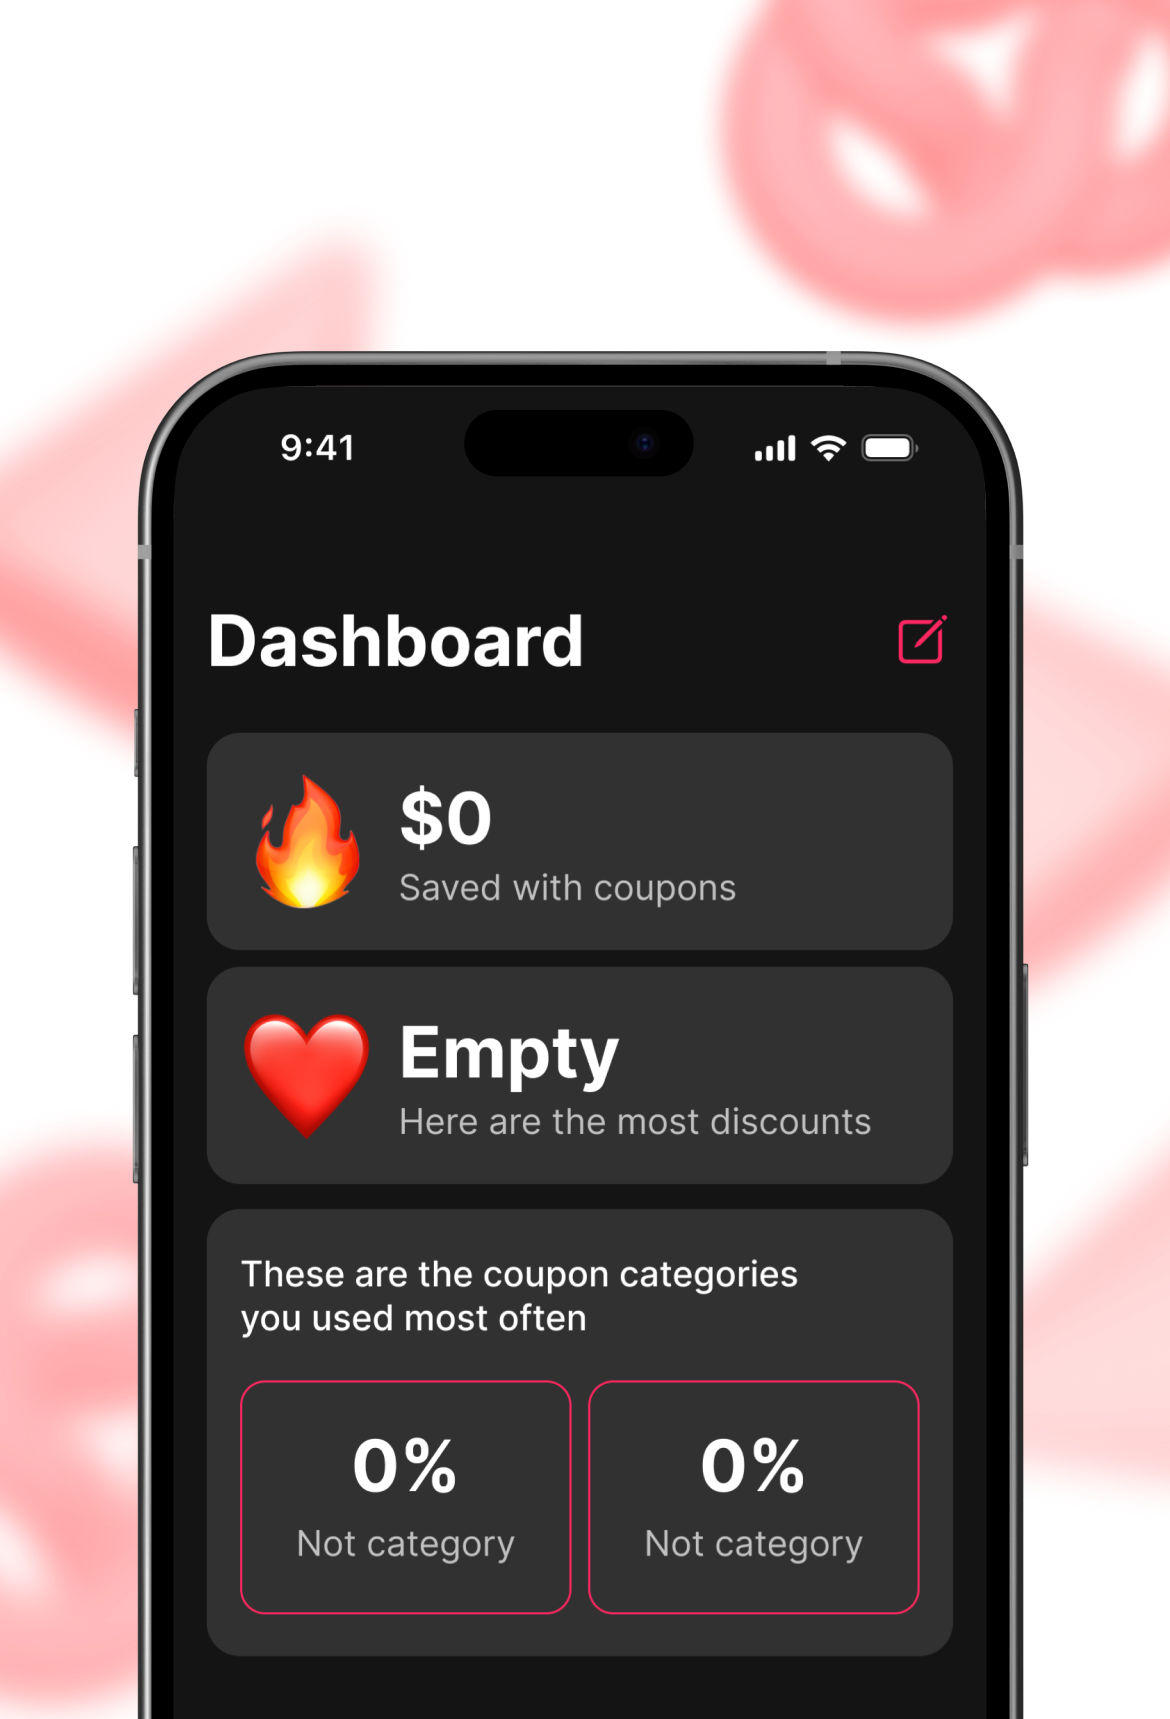 9:41
Dashboard
$0
Saved with coupons
Empty
Here are the most discounts
These are the coupon categories
you used most often
0%
Not category
0%
Not category